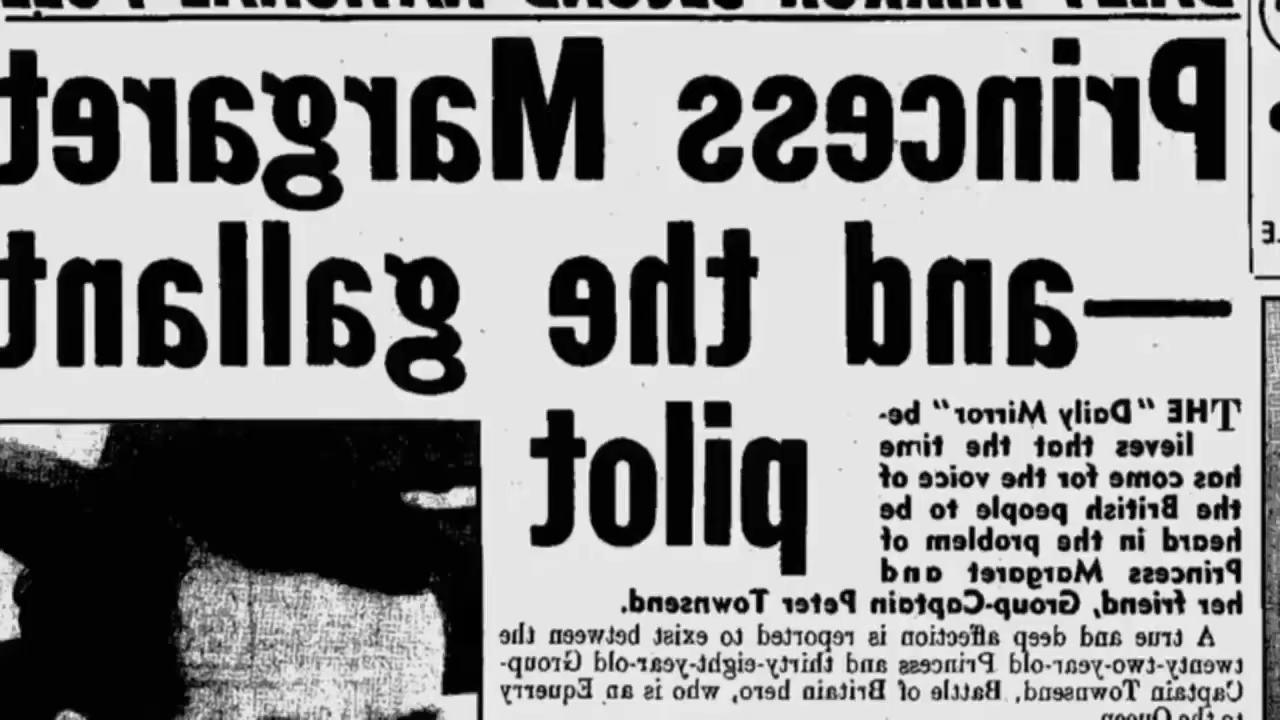 DAILY MIRROR SECOND NATIONAL POLL
Princess Margaret
—and the gallant
pilot
THE "Daily Mirror" be-
lieves that the time
has come for the voice of
the British people to be
heard in the problem of
Princess Margaret and
her friend, Group-Captain Peter Townsend.
A true and deep affection is reported to exist between the
twenty-two-year-old Princess and thirty-eight-year-old Group-
Captain Townsend, Battle of Britain hero, who is an Equerry
to the Queen